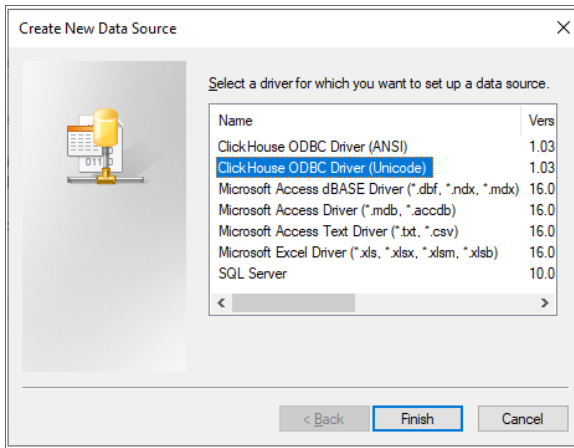 Create New Data Source
Select a driver for which you want to set up a data source.
Name Vers
ClickHouse ODBC Driver (ANSI) 1.03
ClickHouse ODBC Driver (Unicode) 1.03
Microsoft Access dBASE Driver (*.dbf, *.ndx, *.mdx) 16.0
Microsoft Access Driver (*.mdb, *.accdb) 16.0
Microsoft Access Text Driver (*.txt, *.csv) 16.0
Microsoft Excel Driver (*.xls, *.xlsx, *.xlsm, *.xlsb) 16.0
SQL Server 10.0
< Back Finish Cancel